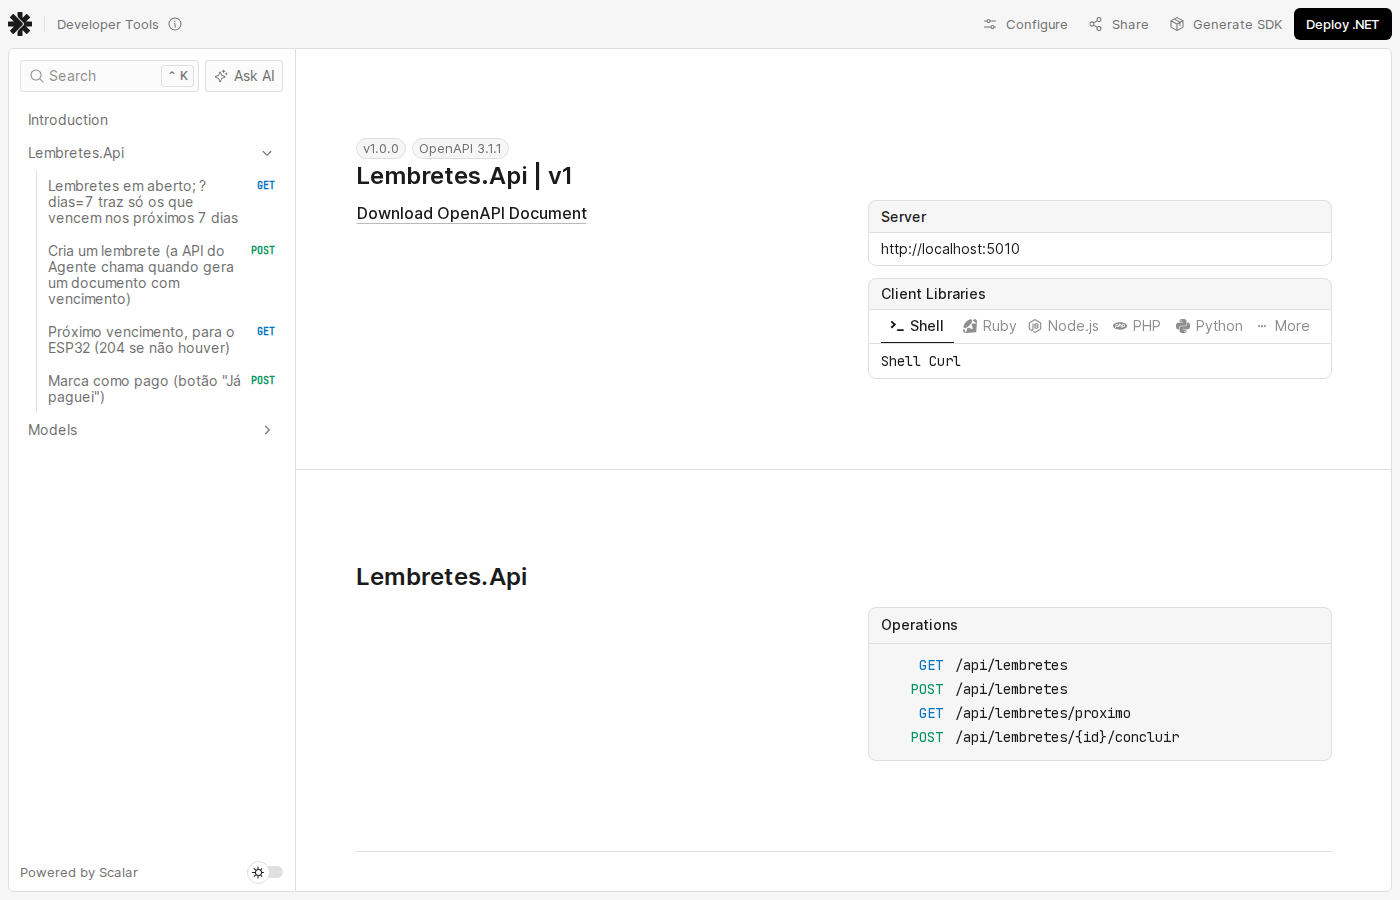 Developer Tools
Configure
Share
Generate SDK
Deploy .NET
Search
⌃ K
Ask AI
Introduction
Lembretes.Api
Lembretes em aberto; ?
dias=7 traz só os que
vencem nos próximos 7 dias
GET
Cria um lembrete (a API do
Agente chama quando gera
um documento com
vencimento)
POST
Próximo vencimento, para o
ESP32 (204 se não houver)
GET
Marca como pago (botão "Já
paguei")
POST
Models
Powered by Scalar
v1.0.0
OpenAPI 3.1.1
Lembretes.Api | v1
Download OpenAPI Document
Server
http://localhost:5010
Client Libraries
Shell
Ruby
Node.js
PHP
Python
More
Shell Curl
Lembretes.Api
Operations
GET /api/lembretes
POST /api/lembretes
GET /api/lembretes/proximo
POST /api/lembretes/{id}/concluir